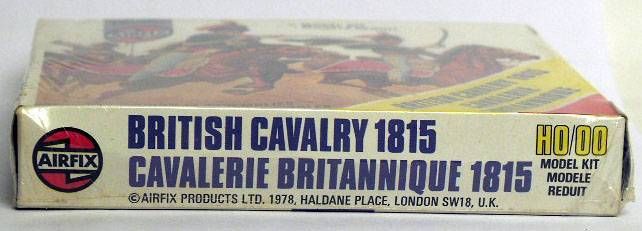 BRITISH CAVALRY 1815
CAVALERIE BRITANNIQUE 1815
©AIRFIX PRODUCTS LTD. 1978, HALDANE PLACE, LONDON SW18, U.K.
AIRFIX
HO/OO
MODEL KIT
MODELE
REDUIT